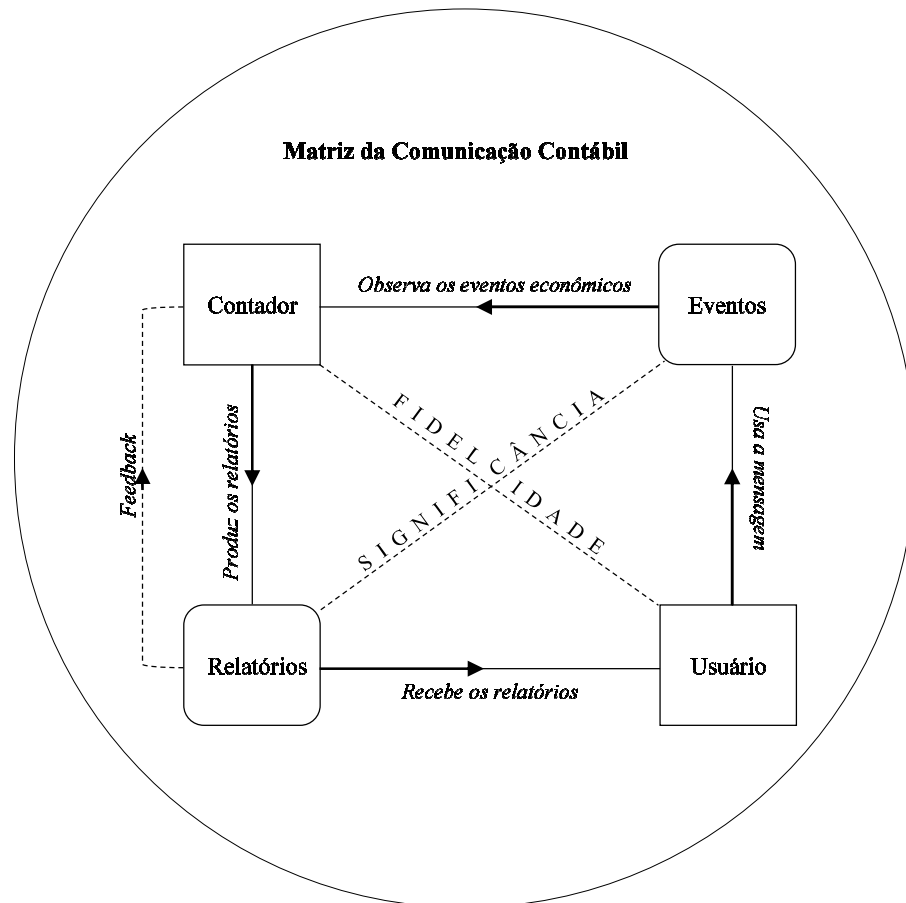 Matriz da Comunicação Contábil
Contador
Observa os eventos econômicos
Eventos
Feedback
Produz os relatórios
FIDELIDADE
SIGNIFICÂNCIA
Usa a mensagem
Relatórios
Recebe os relatórios
Usuário